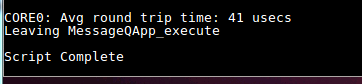 CORE0: Avg round trip time: 41 usecs
Leaving MessageQApp_execute
Script Complete